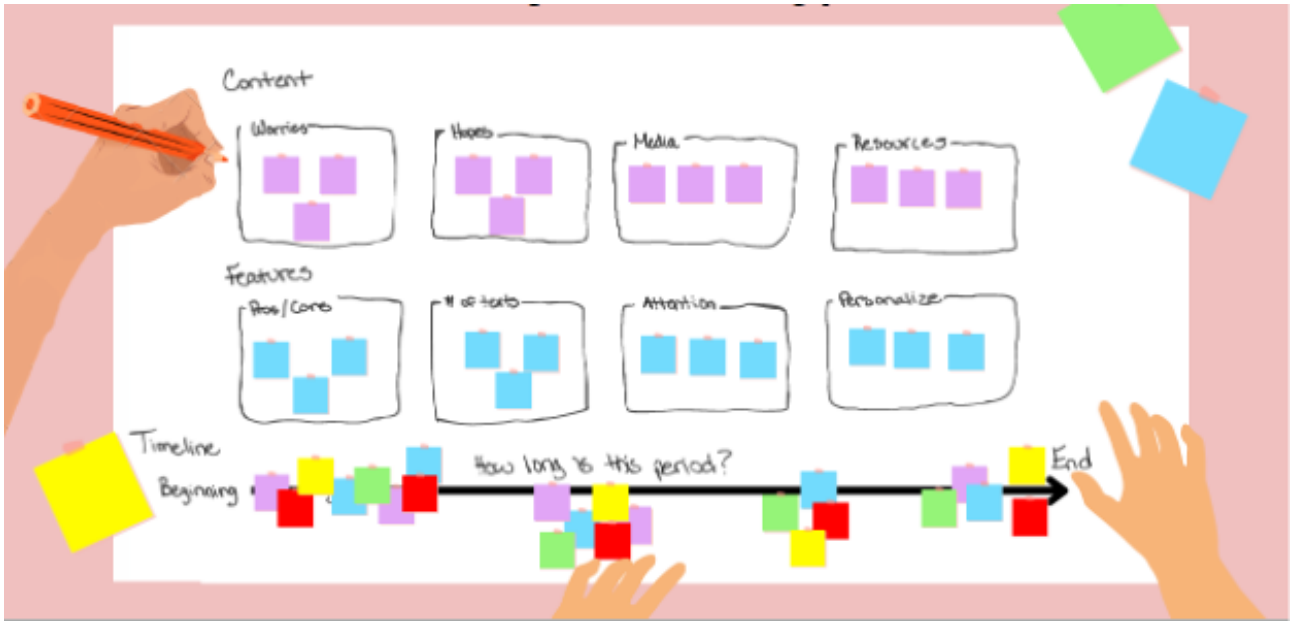 Content
Worries Hopes Media Resources
Features
Pros/Cons # of texts Attention Personalize
Timeline
How long is this period?
Beginning
End